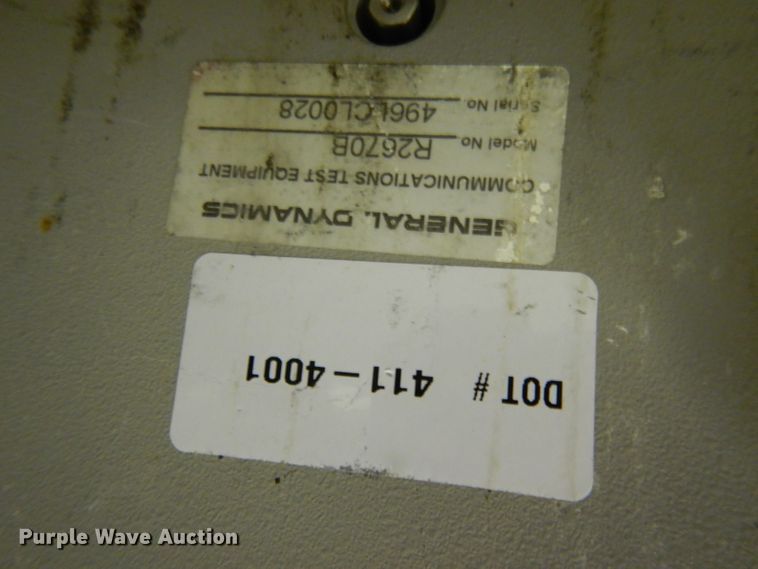 GENERAL DYNAMICS
COMMUNICATIONS TEST EQUIPMENT
Model No R2670B
Serial No 496LCL0028
DOT # 411-4001
Purple Wave Auction